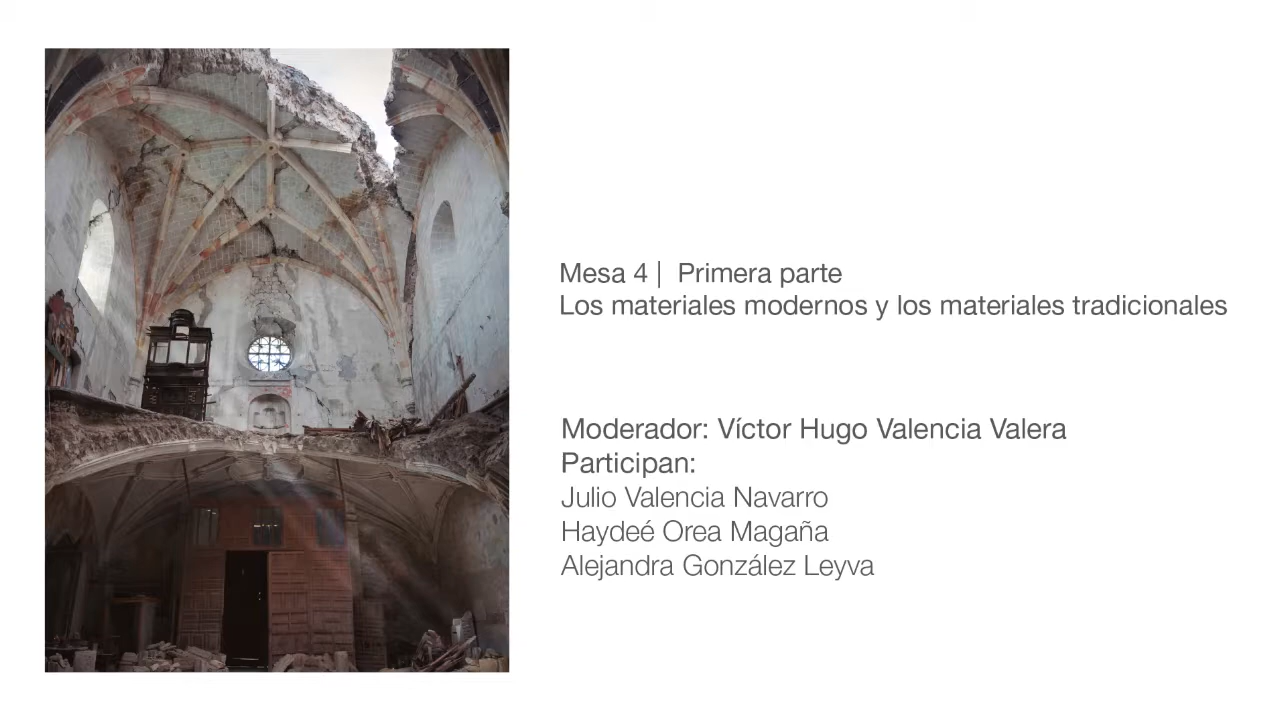 Mesa 4 | Primera parte
Los materiales modernos y los materiales tradicionales
Moderador: Víctor Hugo Valencia Valera
Participan:
Julio Valencia Navarro
Haydeé Orea Magaña
Alejandra González Leyva